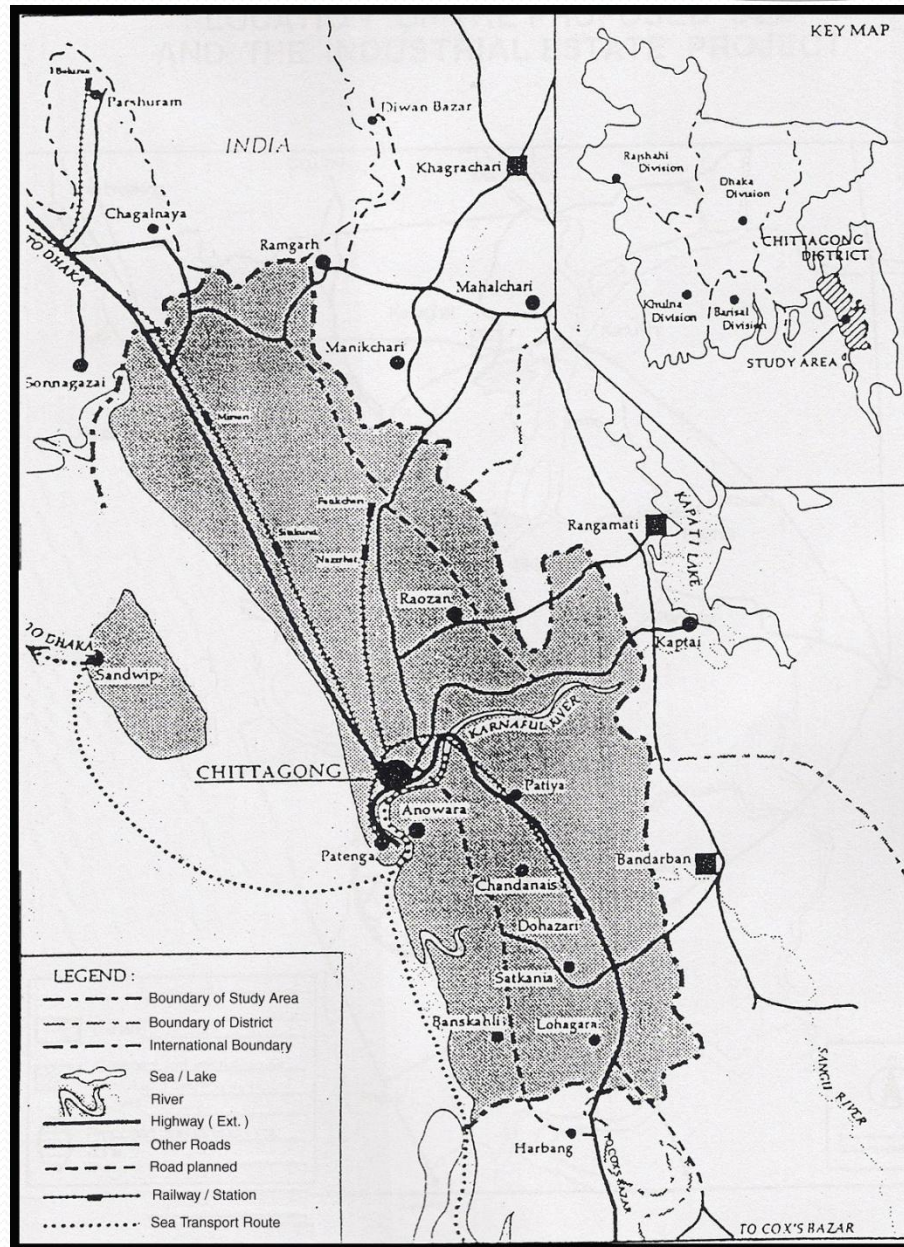 KEY MAP
Parshuram
INDIA
Diwan Bazar
Khagrachari
Chagalnaya
TO DHAKA
Ramgarh
Mahalchari
Manikchari
Sonnagazai
Rajshahi
Division
Dhaka
Division
CHITTAGONG
DISTRICT
Khulna
Division
Barisal
Division
STUDY AREA
Nazirhat
Raozan
Rangamati
KAPATI LAKE
Kaptai
TO DHAKA
Sandwip
KARNAFUL RIVER
CHITTAGONG
Patiya
Anowara
Patenga
Bandarban
Chandanais
Dohazari
Satkania
Banskahli
Lohagara
Harbang
SANGU RIVER
TO COX'S BAZAR
TO COX'S BAZAR
LEGEND :
Boundary of Study Area
Boundary of District
International Boundary
Sea / Lake
River
Highway ( Ext. )
Other Roads
Road planned
Railway / Station
Sea Transport Route